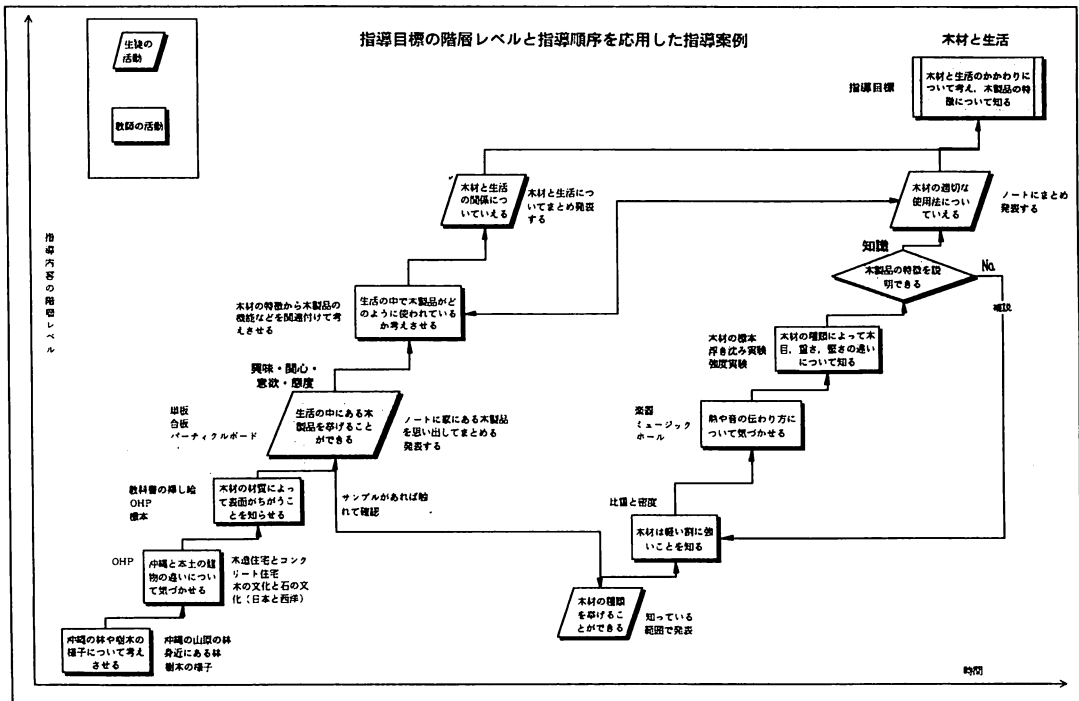 指導目標の階層レベルと指導順序を応用した指導案例
木材と生活
生徒の
活動
教師の活動
指導目標
木材と生活のかかわりに
ついて考え、木製品の特
徴について知る
木材と生活
の関係につ
いていえる
木材と生活につ
いてまとめ発表
する
木材の適切な
使用法につい
ていえる
ノートにまとめ
発表する
指導内容の階層レベル
知識
木製品の特徴を説
明できる
No
補説
木材の特徴から木製品の
機能などを関連付けて考
えさせる
生活の中で木製品がど
のように使われている
か考えさせる
木材の標本
浮き沈み実験
強度実験
木材の種類によって木
目、重さ、堅さの違い
について知る
興味・関心・
意欲・態度
単板
合板
パーティクルボード
生活の中にある木
製品を挙げること
ができる
ノートに家にある木製品
を思い出してまとめる
発表する
楽器
ミュージック
ホール
熱や音の伝わり方に
ついて気づかせる
教科書の挿し絵
OHP
標本
木材の材質によっ
て表面がちがうこ
とを知らせる
サンプルがあれば触
れて確認
比重と密度
木材は軽い割に強
いことを知る
OHP
沖縄と本土の建
物の違いについ
て気づかせる
木造住宅とコンク
リート住宅
木の文化と石の文
化(日本と西洋)
木材の種類
を挙げるこ
とができる
知っている
範囲で発表
沖縄の林や樹木の
様子について考え
させる
沖縄の山原の林
身近にある林
樹木の様子
時間